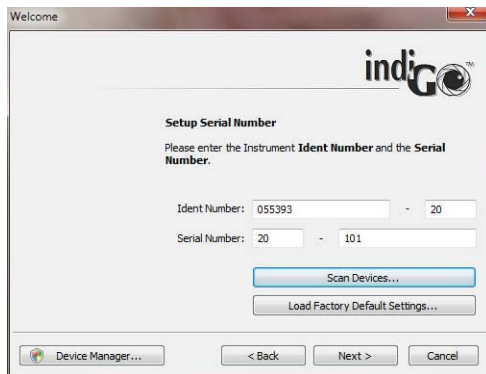 Welcome
indiGO™
Setup Serial Number
Please enter the Instrument Ident Number and the Serial
Number.
Ident Number: 055393 - 20
Serial Number: 20 - 101
Scan Devices...
Load Factory Default Settings...
Device Manager... < Back Next > Cancel